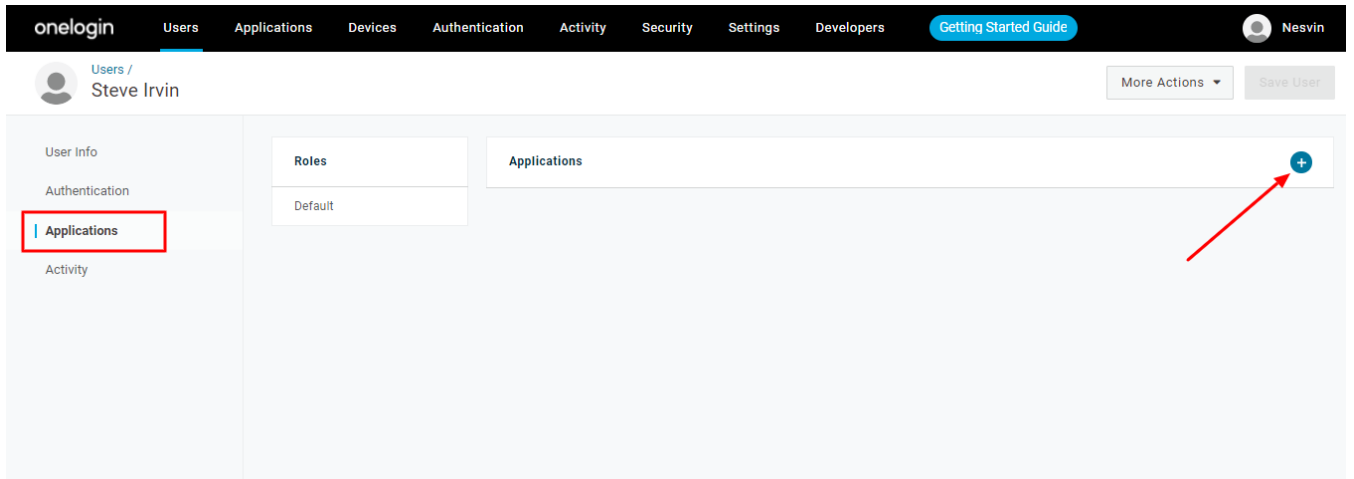 onelogin Users Applications Devices Authentication Activity Security Settings Developers Getting Started Guide Nesvin
Users /
Steve Irvin
More Actions Save User
User Info
Authentication
Applications
Activity
Roles
Default
Applications